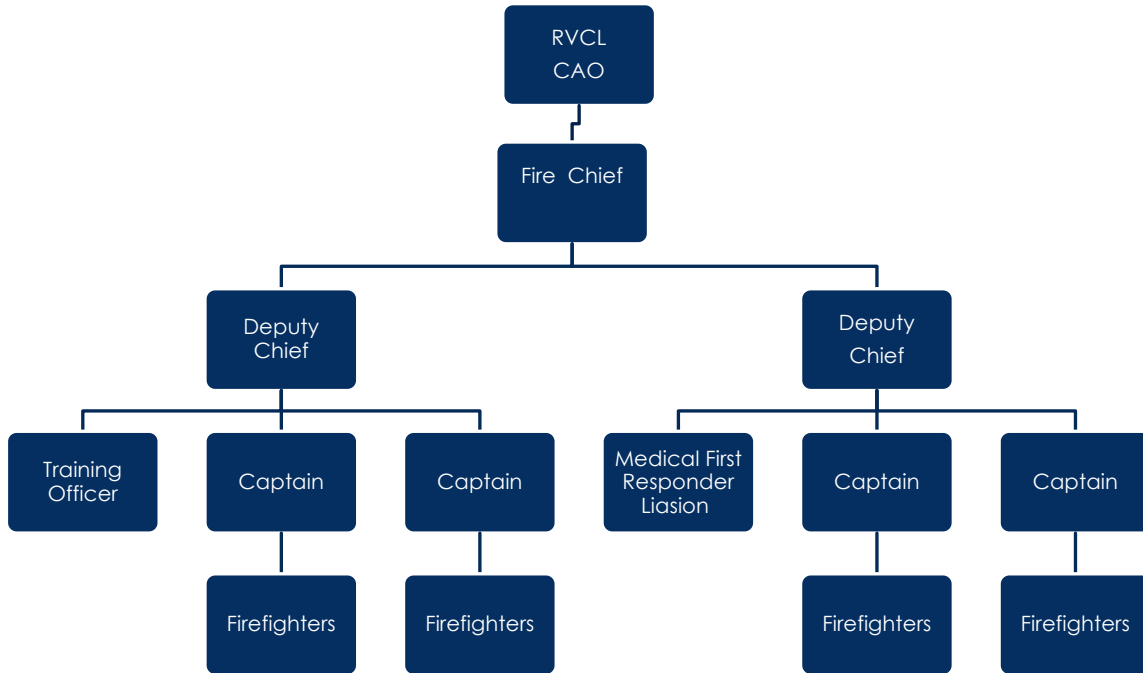 RVCL
CAO
Fire Chief
Deputy
Chief
Deputy
Chief
Training
Officer
Captain
Captain
Medical First
Responder
Liasion
Captain
Captain
Firefighters
Firefighters
Firefighters
Firefighters